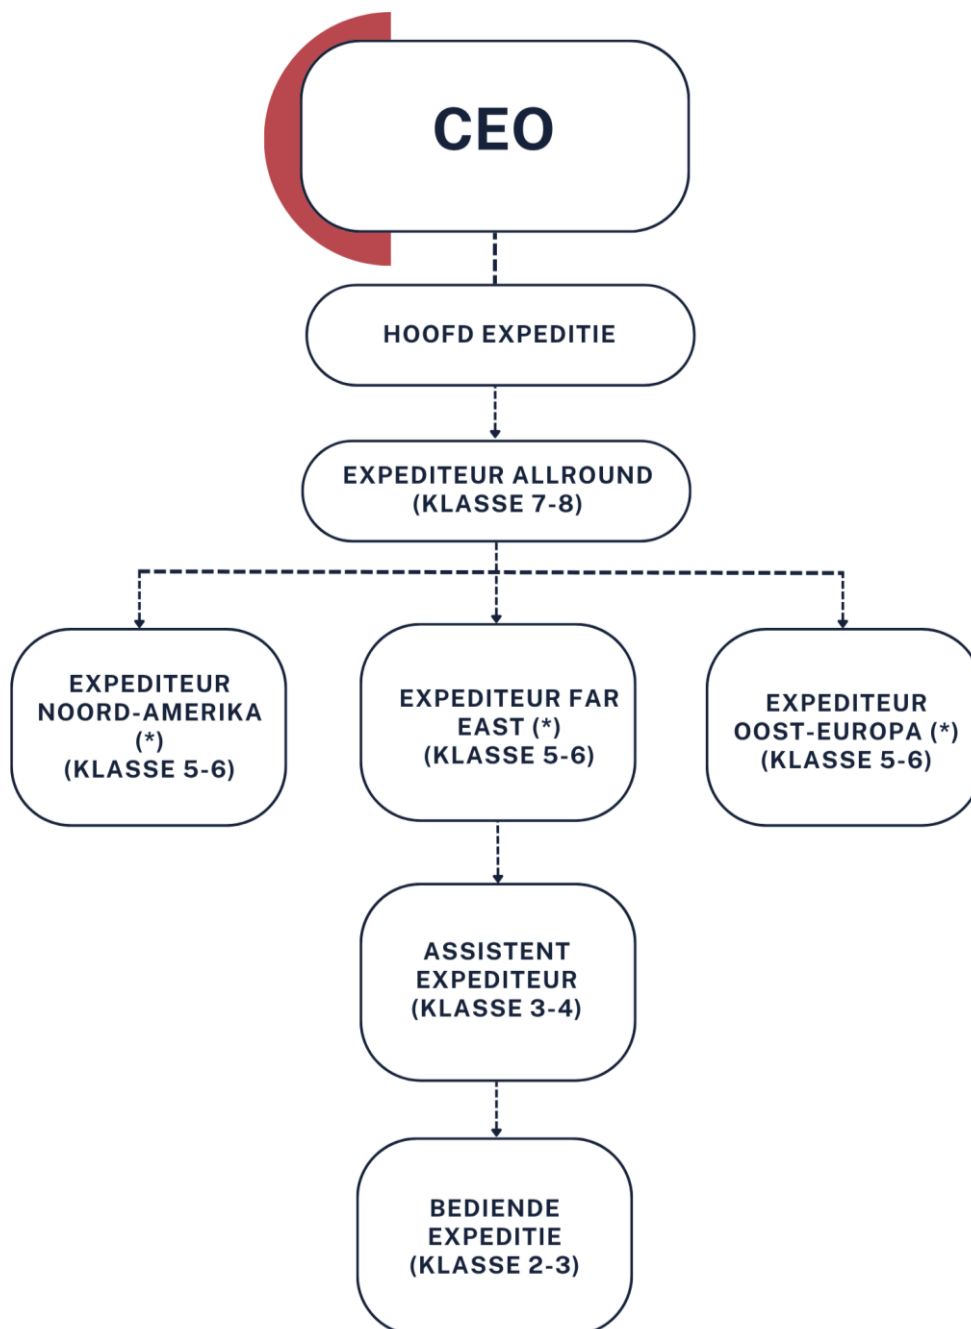 CEO
HOOFD EXPEDITIE
EXPEDITEUR ALLROUND
(KLASSE 7-8)
EXPEDITEUR
NOORD-AMERIKA
(*)
(KLASSE 5-6)
EXPEDITEUR FAR
EAST (*)
(KLASSE 5-6)
EXPEDITEUR
OOST-EUROPA (*)
(KLASSE 5-6)
ASSISTENT
EXPEDITEUR
(KLASSE 3-4)
BEDIENDE
EXPEDITIE
(KLASSE 2-3)